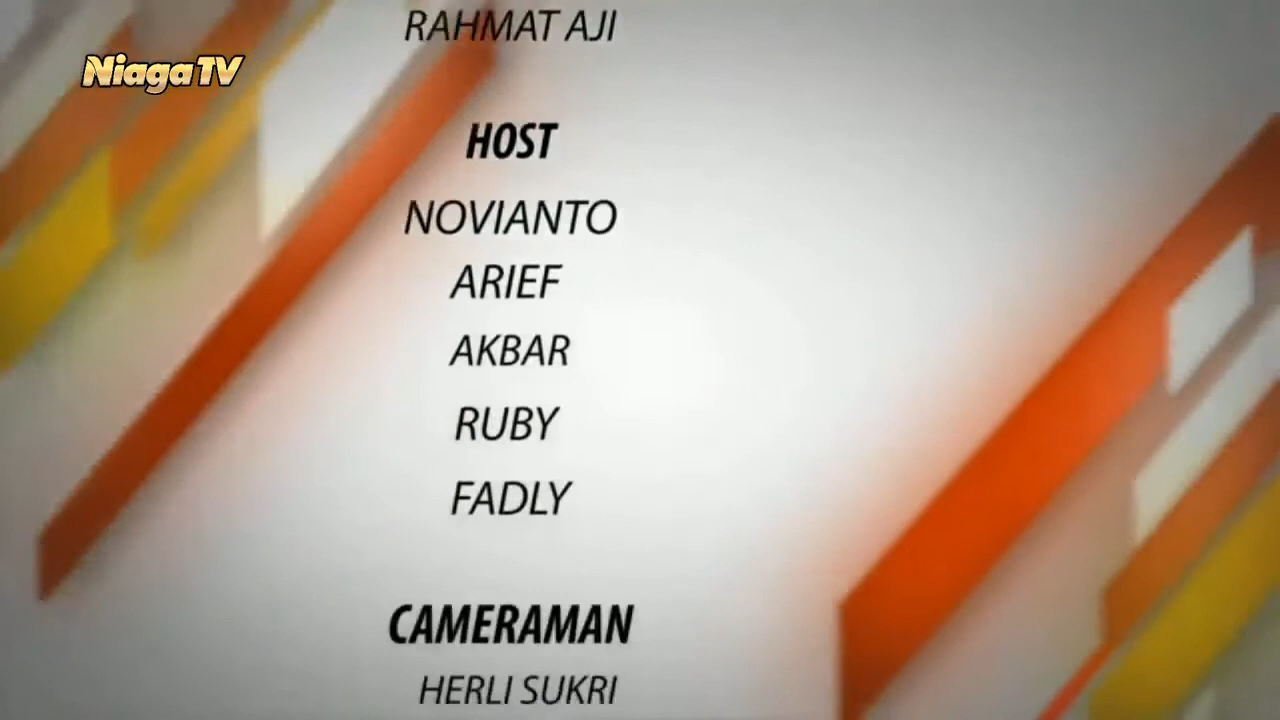 RAHMAT AJI
NiagaTV
HOST
NOVIANTO
ARIEF
AKBAR
RUBY
FADLY
CAMERAMAN
HERLI SUKRI